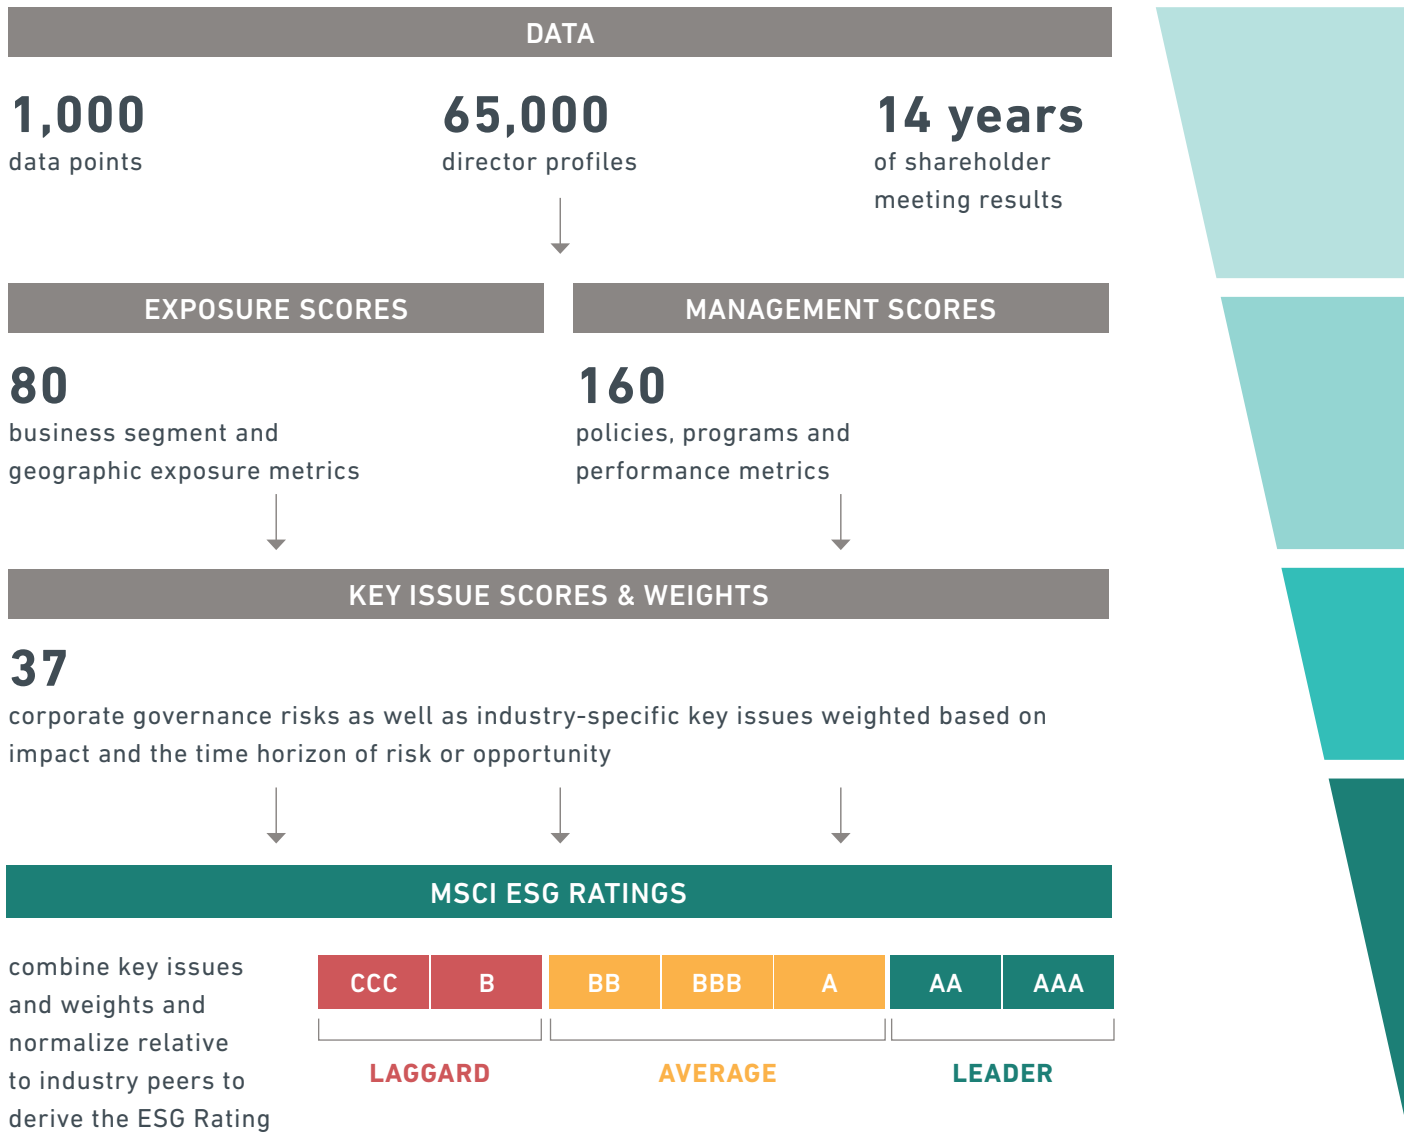 DATA
1,000
data points
65,000
director profiles
14 years
of shareholder
meeting results
EXPOSURE SCORES
80
business segment and
geographic exposure metrics
MANAGEMENT SCORES
160
policies, programs and
performance metrics
KEY ISSUE SCORES & WEIGHTS
37
corporate governance risks as well as industry-specific key issues weighted based on
impact and the time horizon of risk or opportunity
MSCI ESG RATINGS
combine key issues
and weights and
normalize relative
to industry peers to
derive the ESG Rating
CCC B BB BBB A AA AAA
LAGGARD AVERAGE LEADER